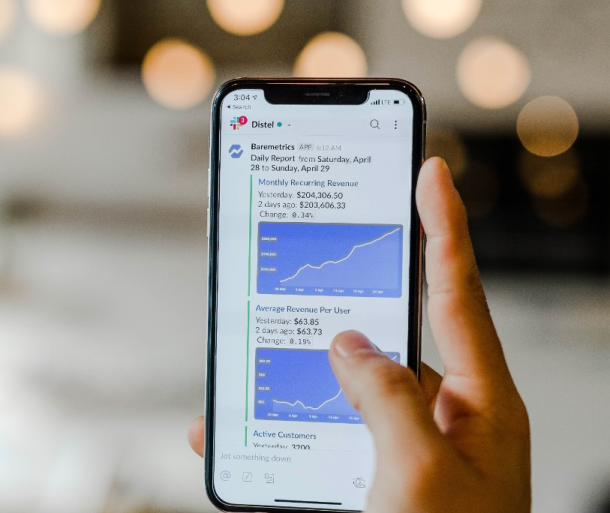 3:04
Search
3
Distel
Baremetrics APP 6:12 AM
Daily Report from Saturday, April
28 to Sunday, April 29
Monthly Recurring Revenue
Yesterday: $204,306.50
2 days ago: $203,606.33
Change: 0.34%
Average Revenue Per User
Yesterday: $63.85
2 days ago: $63.73
Change: 0.19%
Active Customers
Yesterday: 3200
Jot something down